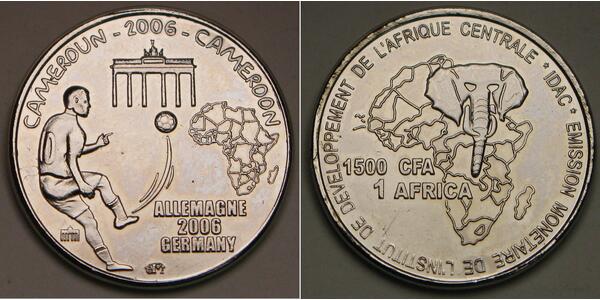 CAMEROUN - 2006 - CAMEROON
ALLEMAGNE
2006
GERMANY
EMISSION MONETAIRE DE L'INSTITUT DE DEVELOPPEMENT DE L'AFRIQUE CENTRALE * IDAC *
1500 CFA
1 AFRICA